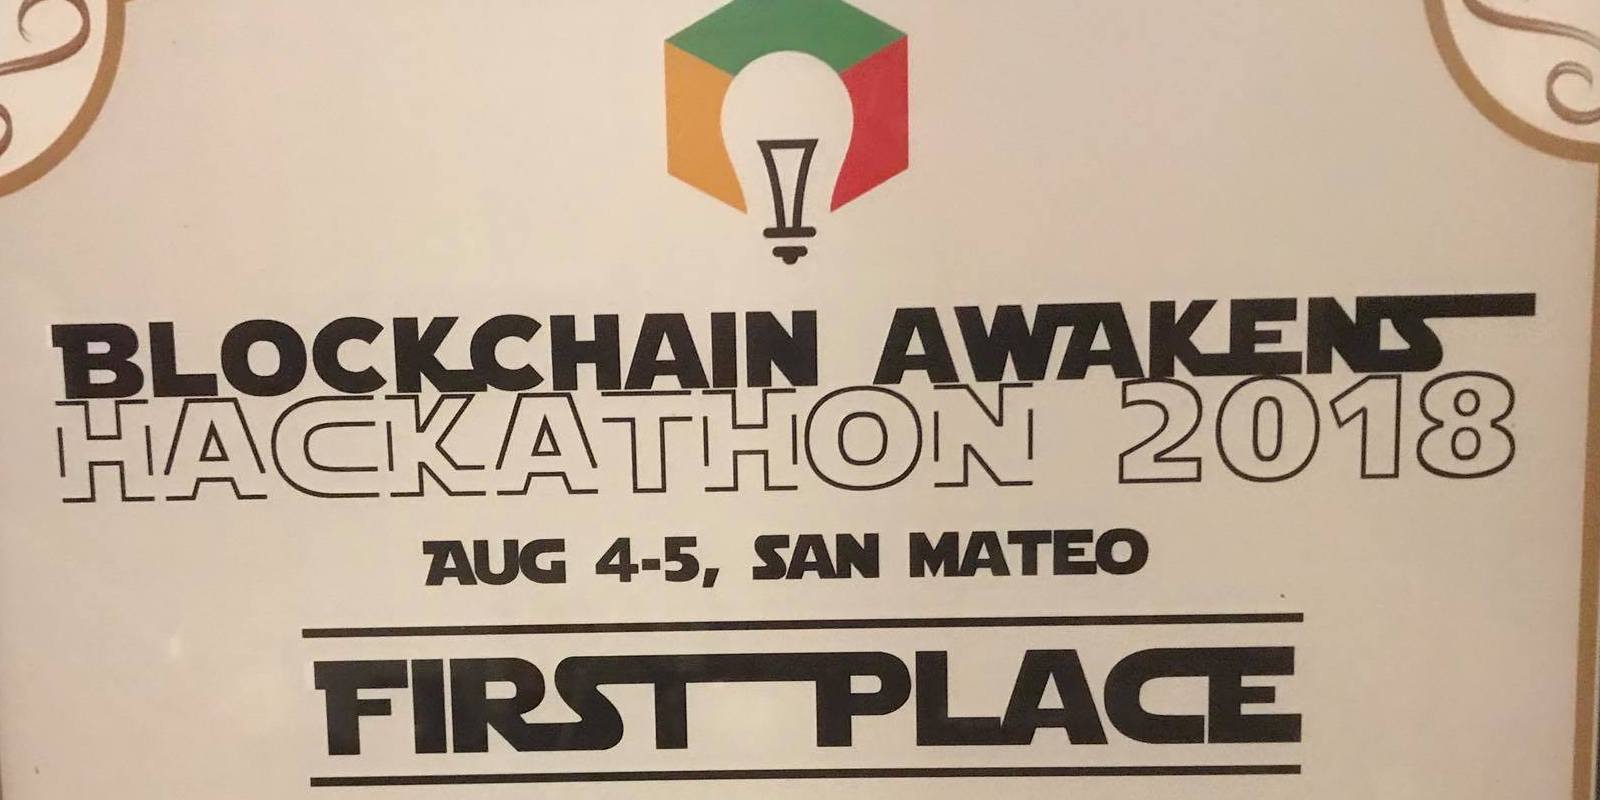 BLOCKCHAIN AWAKENS
HACKATHON 2018
AUG 4-5, SAN MATEO
FIRST PLACE